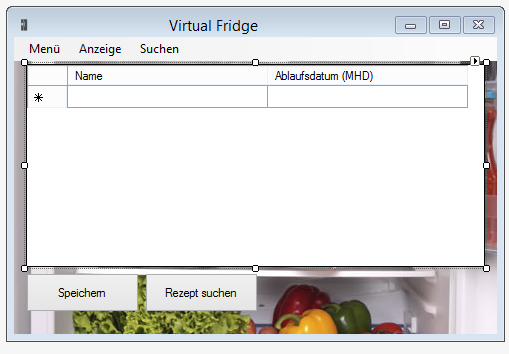 Virtual Fridge
Menü Anzeige Suchen
Name Ablaufsdatum (MHD)
Speichern Rezept suchen